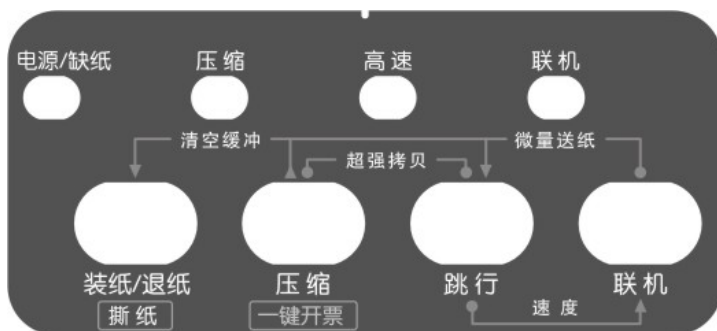 电源/缺纸 压缩 高速 联机
清空缓冲 微量送纸
超强拷贝
装纸/退纸 压缩 跳行 联机
撕纸 一键开票 速度